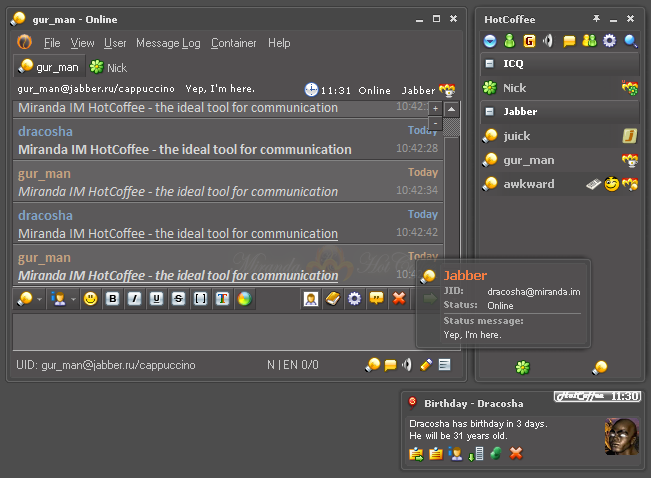 gur_man - Online
File View User Message Log Container Help
gur_man Nick
gur_man@jabber.ru/cappuccino Yep, I'm here. 11:31 Online Jabber
Miranda IM HotCoffee - the ideal tool for communication
dracosha Today
Miranda IM HotCoffee - the ideal tool for communication 10:42:28
gur_man Today
Miranda IM HotCoffee - the ideal tool for communication 10:42:34
dracosha Today
Miranda IM HotCoffee - the ideal tool for communication 10:42:42
gur_man Today
Miranda IM HotCoffee - the ideal tool for communication
B I U S [ ] T
UID: gur_man@jabber.ru/cappuccino N | EN 0/0
HotCoffee
ICQ
Nick
Jabber
juick
gur_man
awkward
Jabber
JID: dracosha@miranda.im
Status: Online
Status message:
Yep, I'm here.
HotCoffee 11:30
Birthday - Dracosha
Dracosha has birthday in 3 days.
He will be 31 years old.